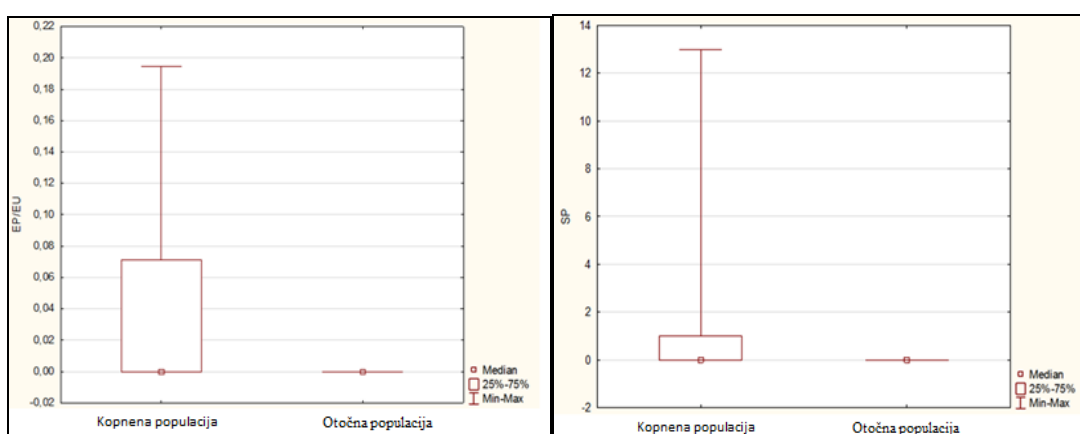 0,22
0,20
0,18
0,16
0,14
0,12
0,10
0,08
0,06
0,04
0,02
0,00
-0,02
EP/EU
Kopnena populacija
Otočna populacija
Median
25%-75%
Min-Max
14
12
10
8
6
4
2
0
-2
SP
Kopnena populacija
Otočna populacija
Median
25%-75%
Min-Max